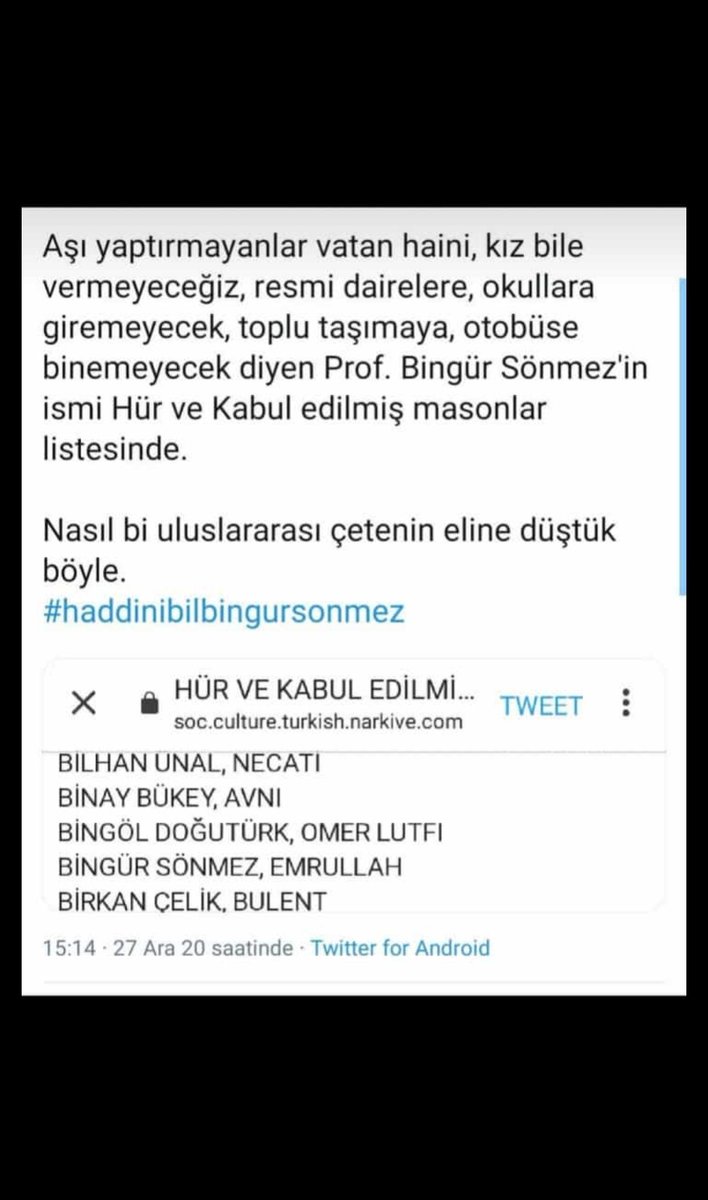 Aşı yaptırmayanlar vatan haini, kız bile
vermeyeceğiz, resmi dairelere, okullara
giremeyecek, toplu taşımaya, otobüse
binemeyecek diyen Prof. Bingür Sönmez'in
ismi Hür ve Kabul edilmiş masonlar
listesinde.
Nasıl bi uluslararası çetenin eline düştük
böyle.
#haddinibilbingursonmez
HÜR VE KABUL EDİLMİ...
TWEET
soc.culture.turkish.narkive.com
BİLHAN ÜNAL, NECATI
BİNAY BÜKEY, AVNI
BİNGÖL DOĞUTÜRK, OMER LUTFI
BİNGÜR SÖNMEZ, EMRULLAH
BİRKAN ÇELİK, BULENT
15:14 · 27 Ara 20 saatinde · Twitter for Android